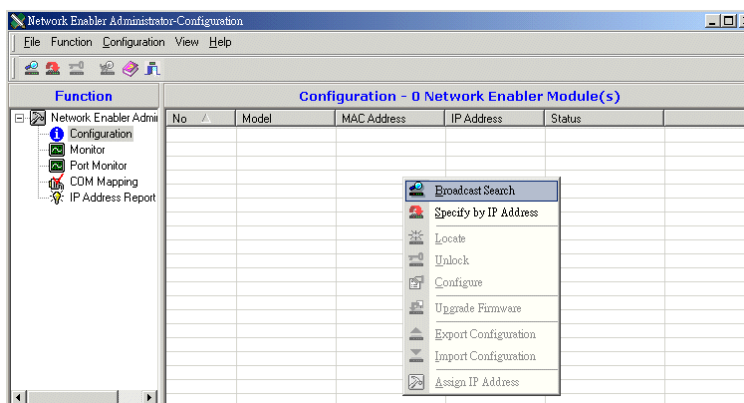 Network Enabler Administrator-Configuration
File Function Configuration View Help
Function
Configuration - 0 Network Enabler Module(s)
Network Enabler Admi
Configuration
Monitor
Port Monitor
COM Mapping
IP Address Report
No Model MAC Address IP Address Status
Broadcast Search
Specify by IP Address
Locate
Unlock
Configure
Upgrade Firmware
Export Configuration
Import Configuration
Assign IP Address